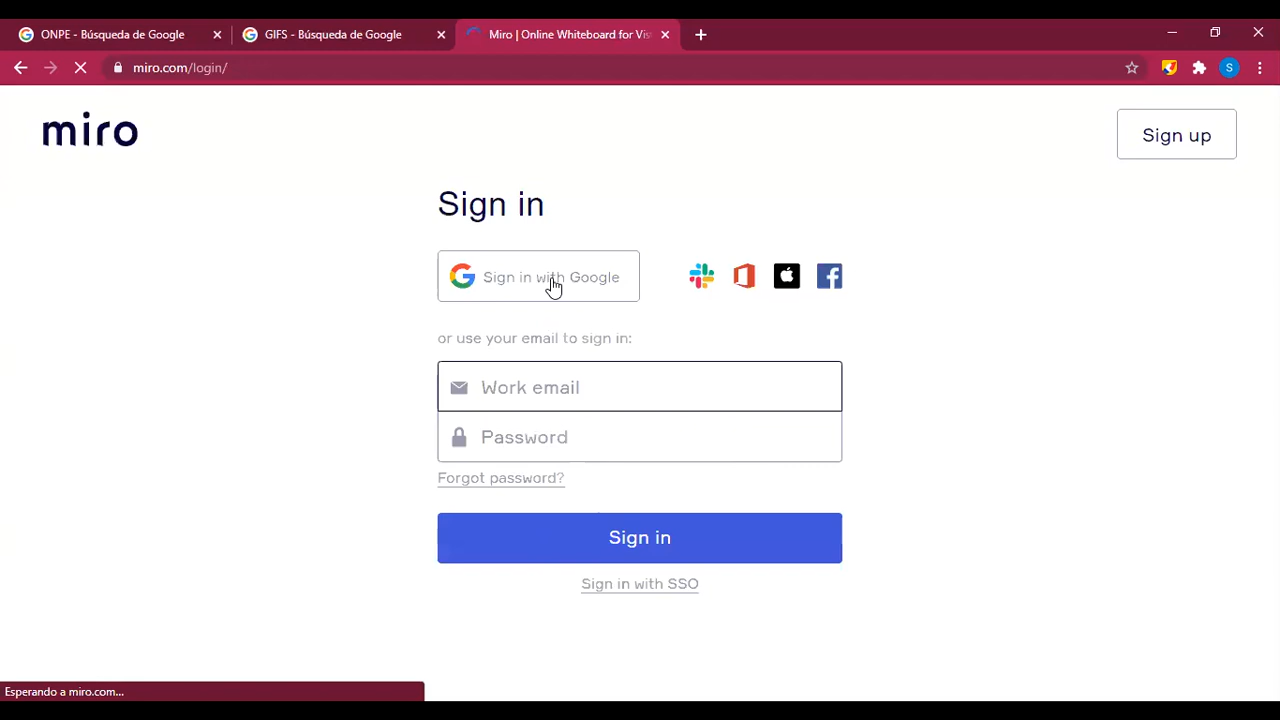 ONPE - Búsqueda de Google
GIFS - Búsqueda de Google
Miro | Online Whiteboard for Vis
miro.com/login/
S
miro
Sign up
Sign in
Sign in with Google
or use your email to sign in:
Work email
Password
Forgot password?
Sign in
Sign in with SSO
Esperando a miro.com...